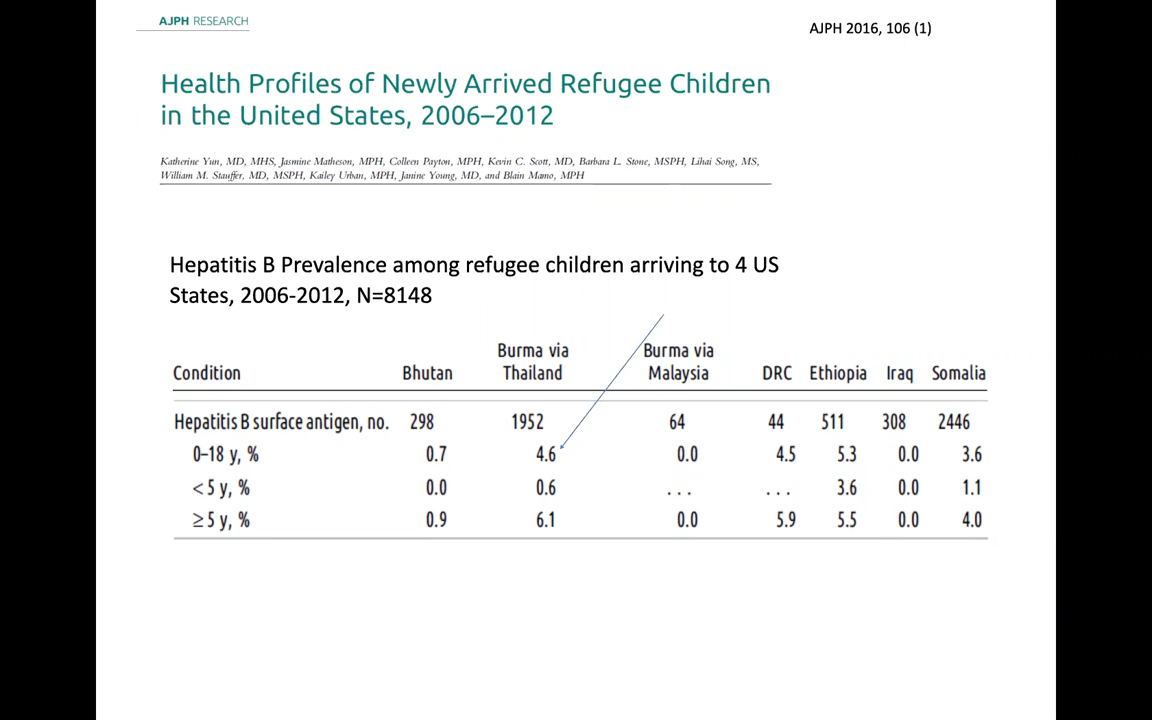 AJPH RESEARCH
AJPH 2016, 106 (1)
Health Profiles of Newly Arrived Refugee Children
in the United States, 2006–2012
Katherine Yun, MD, MHS, Jasmine Matheson, MPH, Colleen Payton, MPH, Kevin C. Scott, MD, Barbara L. Stone, MSPH, Lihai Song, MS,
William M. Stauffer, MD, MSPH, Kailey Urban, MPH, Janine Young, MD, and Blain Mamo, MPH
Hepatitis B Prevalence among refugee children arriving to 4 US
States, 2006-2012, N=8148
Burma via Burma via
Condition Bhutan Thailand Malaysia DRC Ethiopia Iraq Somalia
Hepatitis B surface antigen, no. 298 1952 64 44 511 308 2446
0–18 y, % 0.7 4.6 0.0 4.5 5.3 0.0 3.6
<5 y, % 0.0 0.6 ... ... 3.6 0.0 1.1
≥5 y, % 0.9 6.1 0.0 5.9 5.5 0.0 4.0